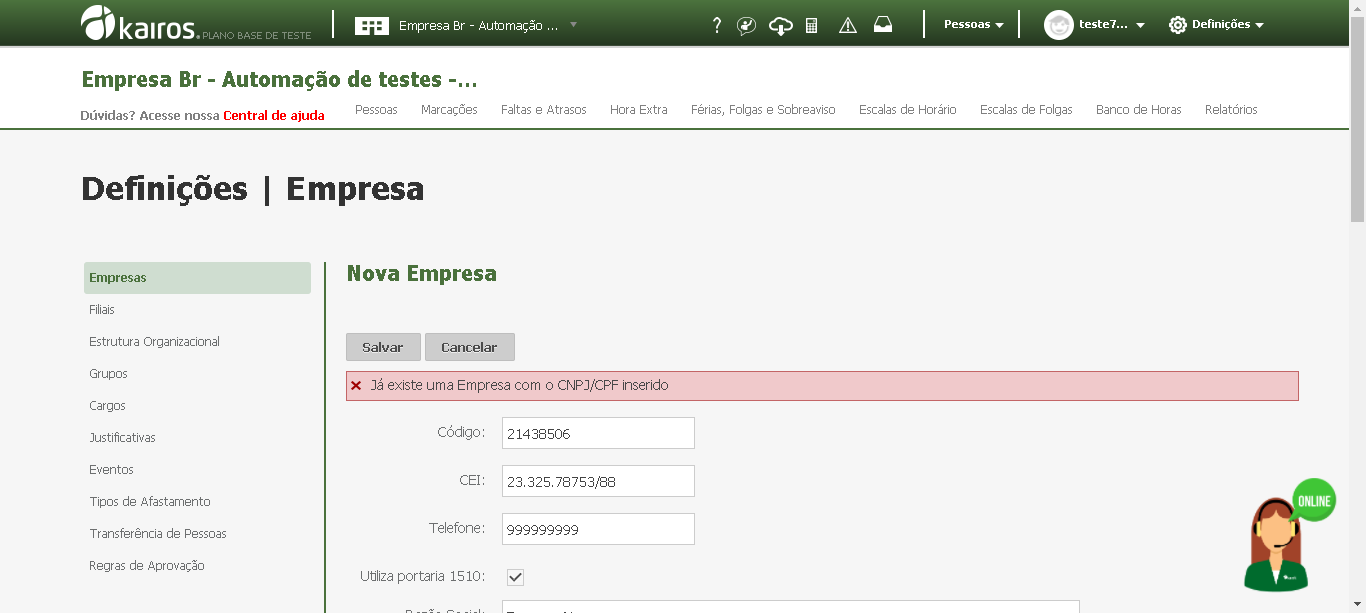 kairos. PLANO BASE DE TESTE
Empresa Br - Automação ...
?
Pessoas
teste7...
Definições
Empresa Br - Automação de testes -...
Dúvidas? Acesse nossa Central de ajuda
Pessoas Marcações Faltas e Atrasos Hora Extra Férias, Folgas e Sobreaviso Escalas de Horário Escalas de Folgas Banco de Horas Relatórios
Definições | Empresa
Empresas
Filiais
Estrutura Organizacional
Grupos
Cargos
Justificativas
Eventos
Tipos de Afastamento
Transferência de Pessoas
Regras de Aprovação
Nova Empresa
Salvar Cancelar
Já existe uma Empresa com o CNPJ/CPF inserido
Código: 21438506
CEI: 23.325.78753/88
Telefone: 999999999
Utiliza portaria 1510:
ONLINE